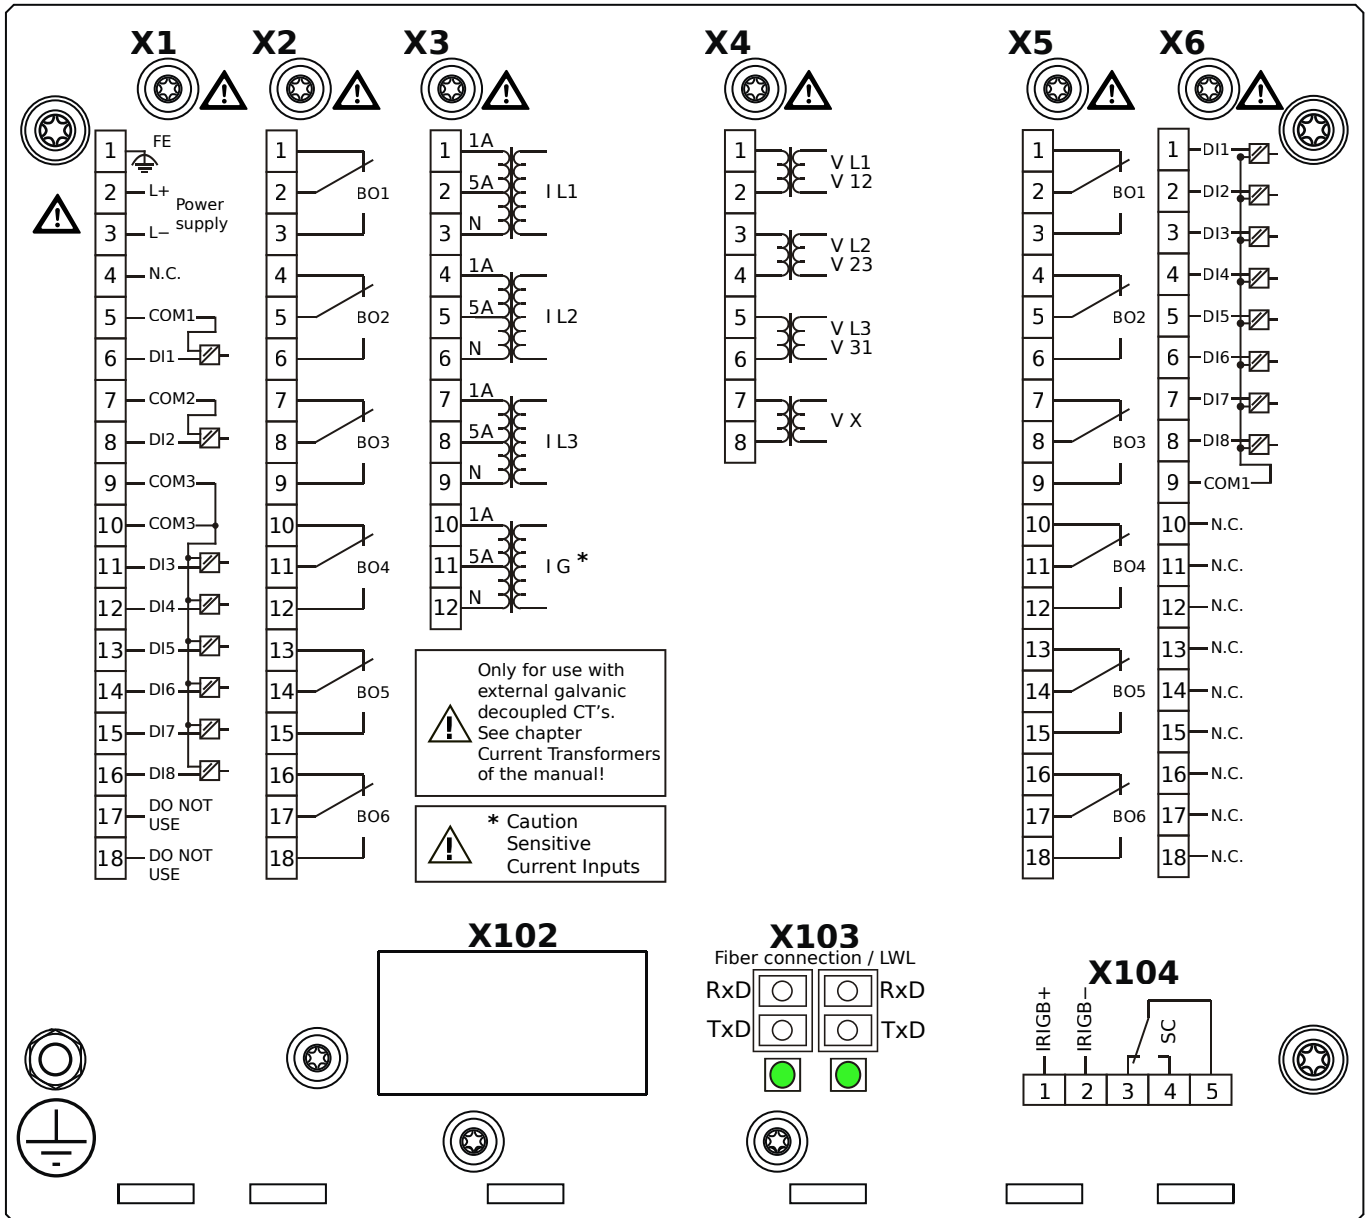 X1 X2 X3 X4 X5 X6
1 FE
2 L+
Power
supply
3 L−
4 N.C.
5 COM1
6 DI1
7 COM2
8 DI2
9 COM3
10 COM3
11 DI3
12 DI4
13 DI5
14 DI6
15 DI7
16 DI8
17 DO NOT
USE
18 DO NOT
USE
1
2 BO1
3
4
5 BO2
6
7
8 BO3
9
10
11 BO4
12
13
14 BO5
15
16
17 BO6
18
1 1A
2 5A I L1
3 N
4 1A
5 5A I L2
6 N
7 1A
8 5A I L3
9 N
10 1A
11 5A I G *
12 N
Only for use with
external galvanic
decoupled CT's.
See chapter
Current Transformers
of the manual!
* Caution
Sensitive
Current Inputs
1 V L1
2 V 12
3 V L2
4 V 23
5 V L3
6 V 31
7 V X
8
1
2 BO1
3
4
5 BO2
6
7
8 BO3
9
10
11 BO4
12
13
14 BO5
15
16
17 BO6
18
1 DI1
2 DI2
3 DI3
4 DI4
5 DI5
6 DI6
7 DI7
8 DI8
9 COM1
10 N.C.
11 N.C.
12 N.C.
13 N.C.
14 N.C.
15 N.C.
16 N.C.
17 N.C.
18 N.C.
X102
X103
Fiber connection / LWL
RxD RxD
TxD TxD
X104
IRIGB+ IRIGB− SC
1 2 3 4 5